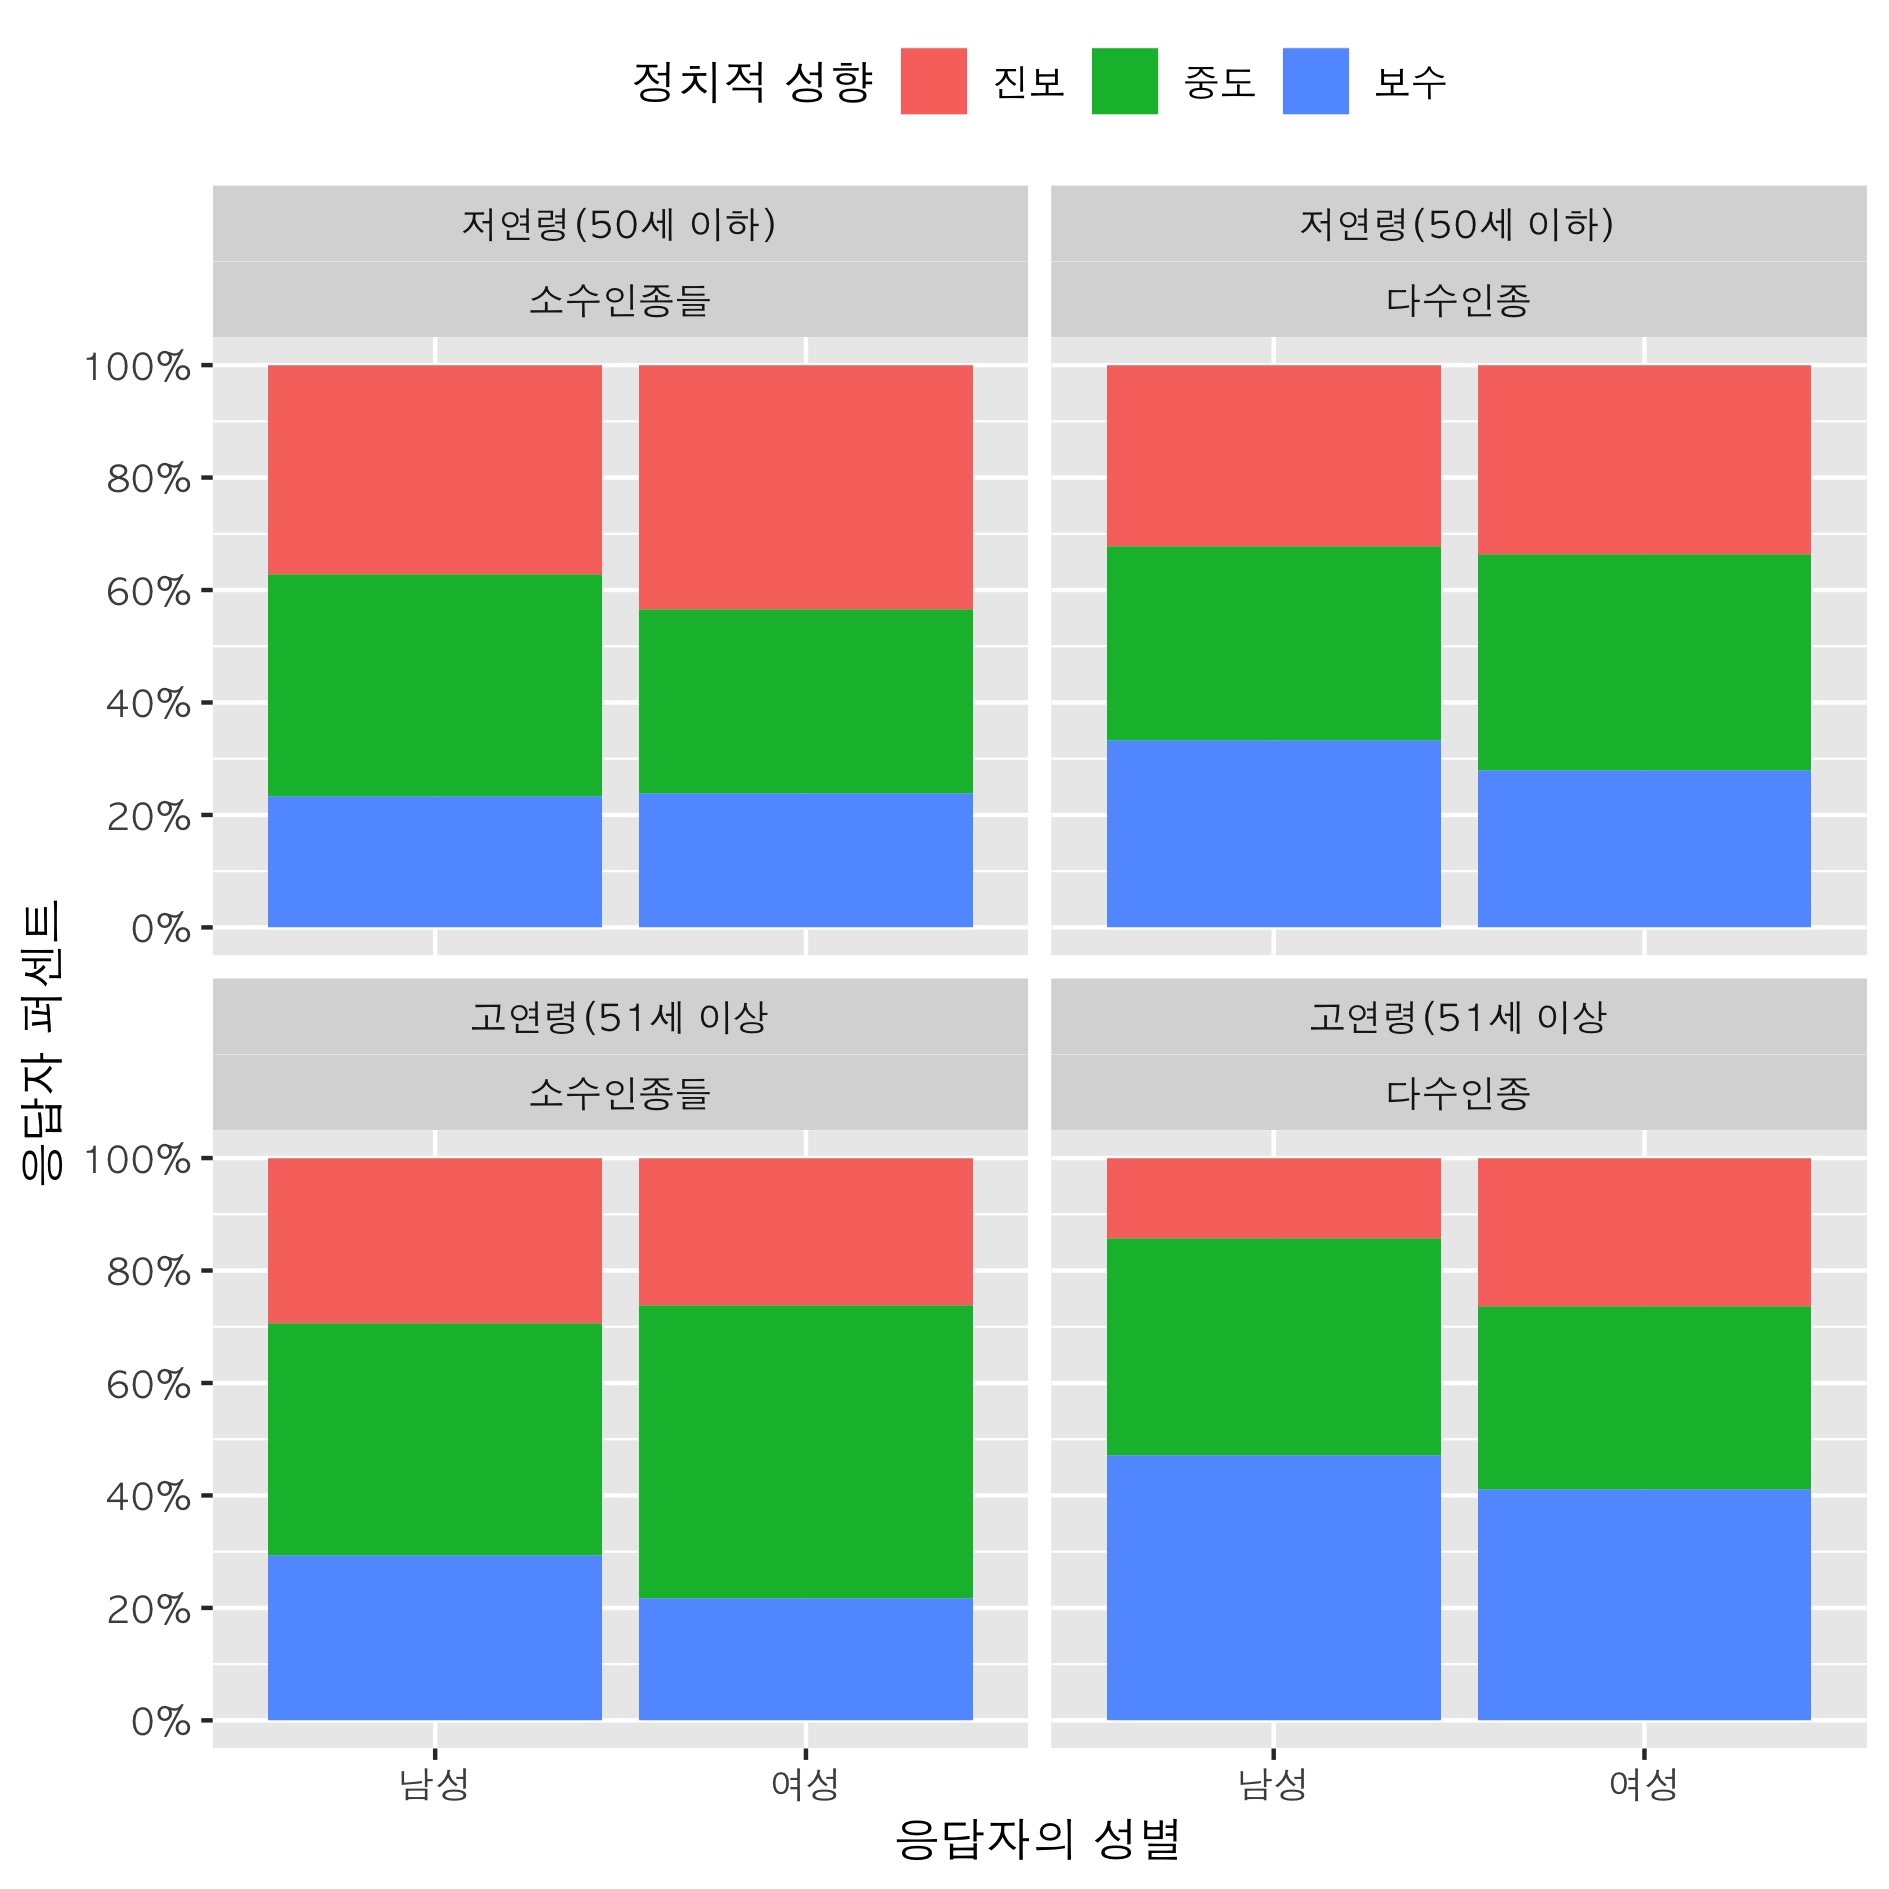 정치적 성향 진보 중도 보수
저연령(50세 이하) 저연령(50세 이하)
소수인종들 다수인종
100%
80%
60%
40%
20%
0%
응답자 퍼센트
고연령(51세 이상 고연령(51세 이상
소수인종들 다수인종
100%
80%
60%
40%
20%
0%
남성 여성 남성 여성
응답자의 성별